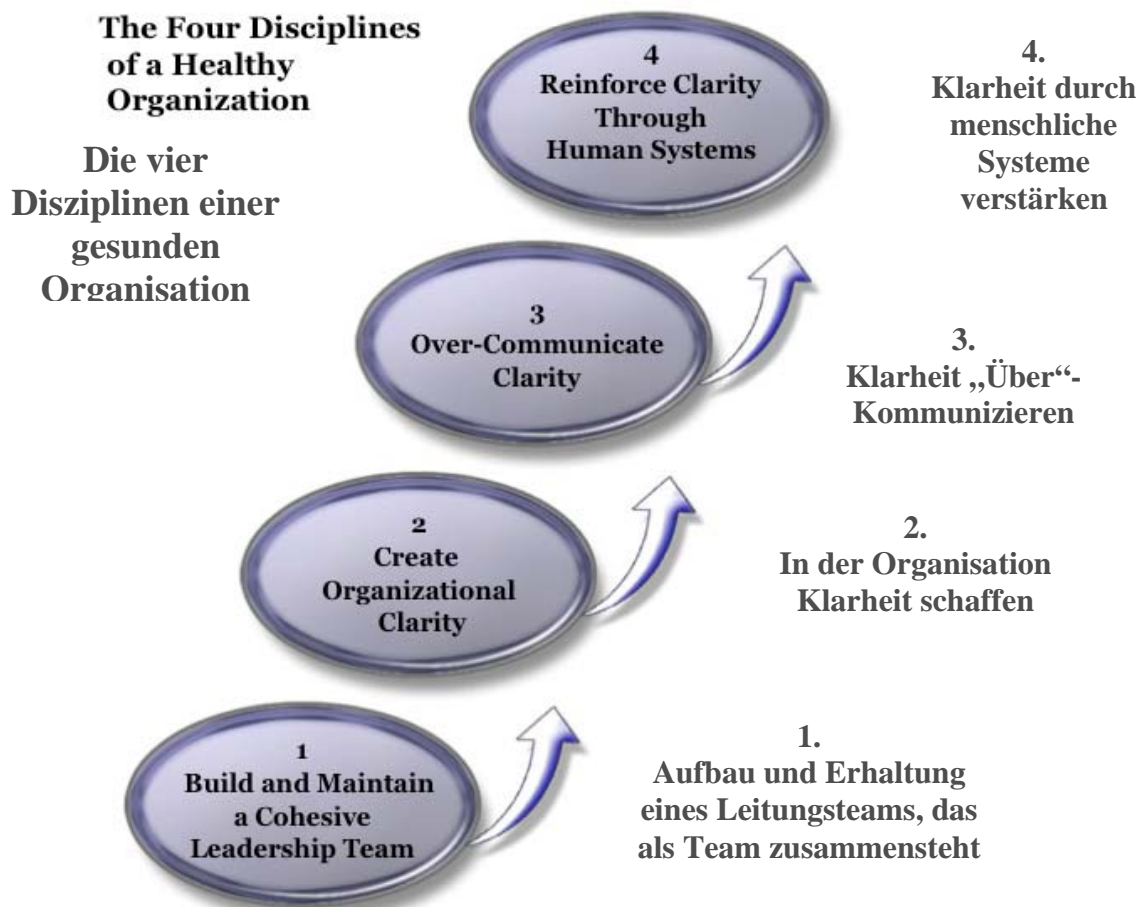 The Four Disciplines
of a Healthy
Organization
Die vier
Disziplinen einer
gesunden
Organisation
4
Reinforce Clarity
Through
Human Systems
4.
Klarheit durch
menschliche
Systeme
verstärken
3
Over-Communicate
Clarity
3.
Klarheit „Über“-
Kommunizieren
2
Create
Organizational
Clarity
2.
In der Organisation
Klarheit schaffen
1
Build and Maintain
a Cohesive
Leadership Team
1.
Aufbau und Erhaltung
eines Leitungsteams, das
als Team zusammensteht